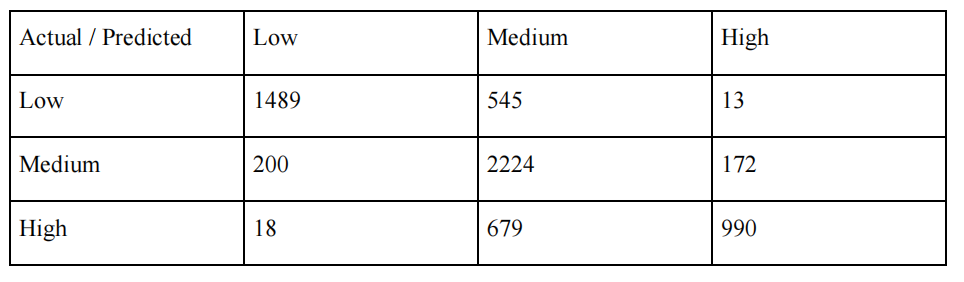 Actual / Predicted Low Medium High
Low 1489 545 13
Medium 200 2224 172
High 18 679 990